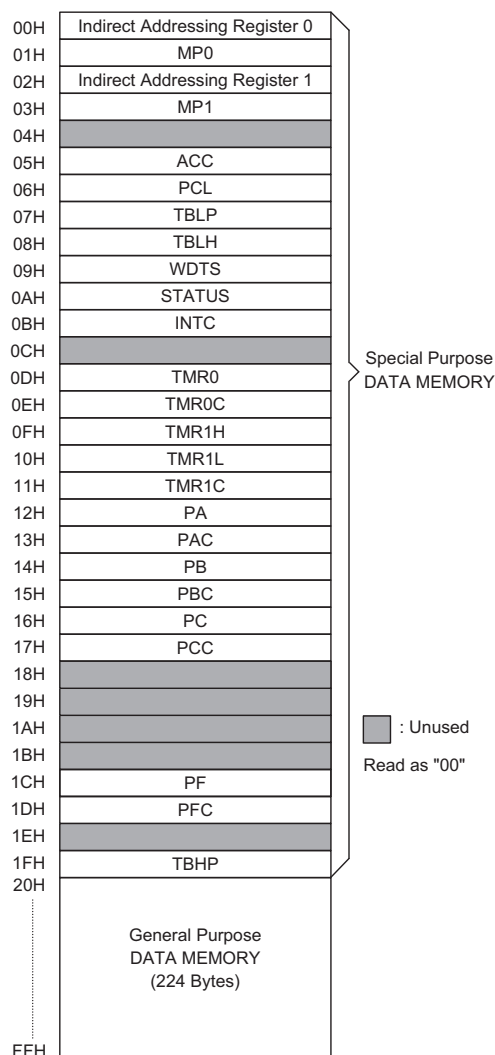 00H Indirect Addressing Register 0
01H MP0
02H Indirect Addressing Register 1
03H MP1
04H
05H ACC
06H PCL
07H TBLP
08H TBLH
09H WDTS
0AH STATUS
0BH INTC
0CH
0DH TMR0
0EH TMR0C
0FH TMR1H
10H TMR1L
11H TMR1C
12H PA
13H PAC
14H PB
15H PBC
16H PC
17H PCC
18H
19H
1AH
1BH
1CH PF
1DH PFC
1EH
1FH TBHP
20H
General Purpose
DATA MEMORY
(224 Bytes)
FFH
Special Purpose
DATA MEMORY
: Unused
Read as "00"